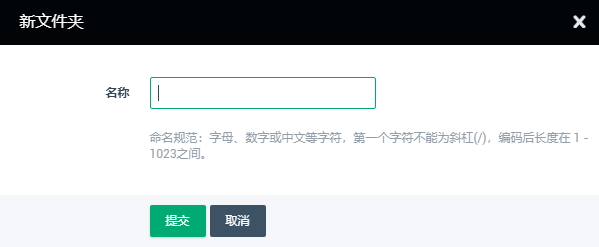 新文件夹
名称
命名规范：字母、数字或中文等字符，第一个字符不能为斜杠(/)，编码后长度在 1 -
1023之间。
提交 取消